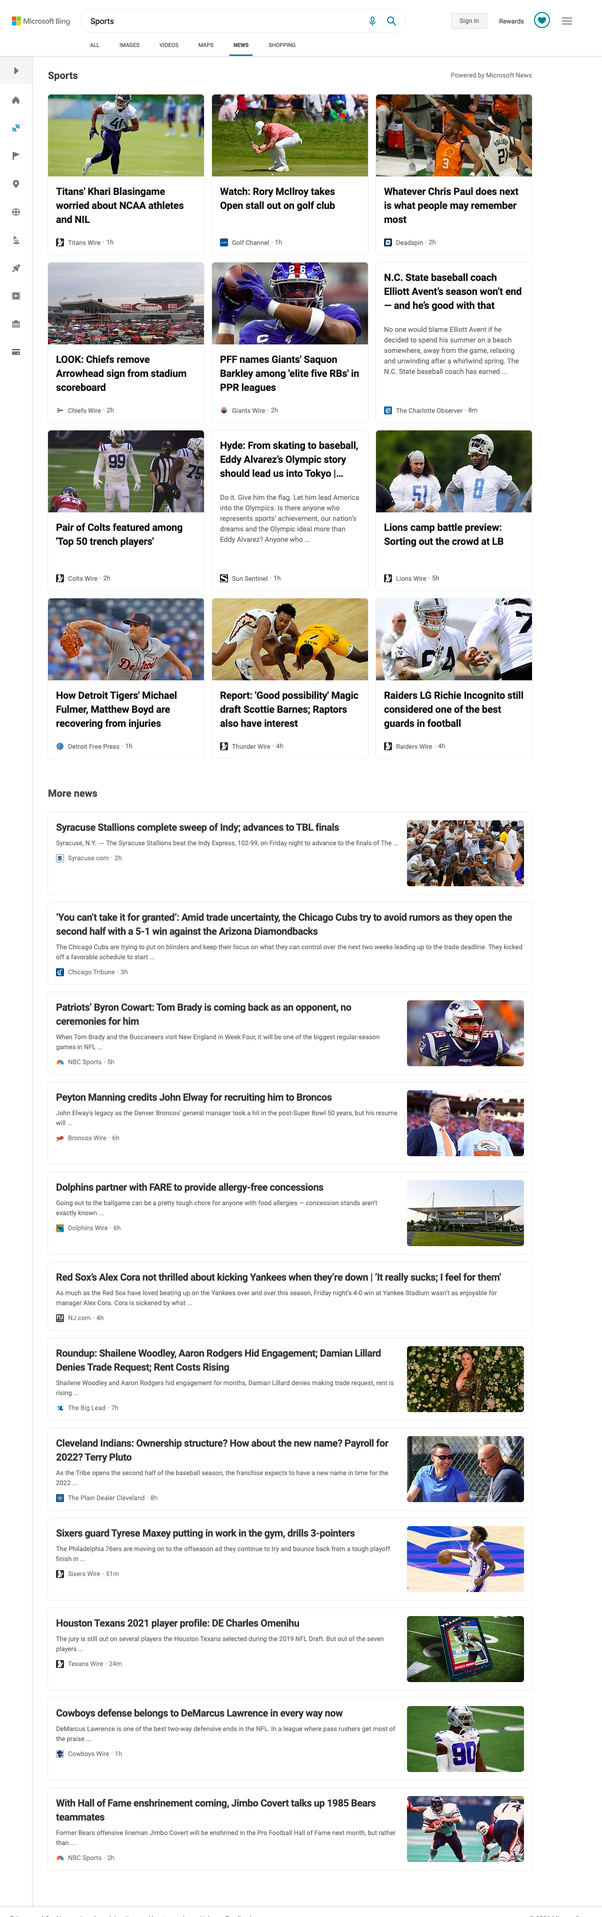 Microsoft Bing
Sports
Sign in
Rewards
ALL IMAGES VIDEOS MAPS NEWS SHOPPING
Sports
Powered by Microsoft News
41
Titans' Khari Blasingame
worried about NCAA athletes
and NIL
Titans Wire · 1h
Watch: Rory McIlroy takes
Open stall out on golf club
Golf Channel · 1h
3
21
Whatever Chris Paul does next
is what people may remember
most
Deadspin · 2h
LOOK: Chiefs remove
Arrowhead sign from stadium
scoreboard
Chiefs Wire · 2h
26
PFF names Giants' Saquon
Barkley among 'elite five RBs' in
PPR leagues
Giants Wire · 2h
N.C. State baseball coach
Elliott Avent's season won't end
— and he's good with that
No one would blame Elliott Avent if he
decided to spend his summer on a beach
somewhere, away from the game, relaxing
and unwinding after a whirlwind spring. The
N.C. State baseball coach has earned ...
The Charlotte Observer · 8m
99
75
Pair of Colts featured among
'Top 50 trench players'
Colts Wire · 2h
Hyde: From skating to baseball,
Eddy Alvarez's Olympic story
should lead us into Tokyo |...
Do it. Give him the flag. Let him lead America
into the Olympics. Is there anyone who
represents sports' achievement, our nation's
dreams and the Olympic ideal more than
Eddy Alvarez? Anyone who ...
Sun Sentinel · 1h
51
8
Lions camp battle preview:
Sorting out the crowd at LB
Lions Wire · 5h
Detroit
How Detroit Tigers' Michael
Fulmer, Matthew Boyd are
recovering from injuries
Detroit Free Press · 1h
Report: 'Good possibility' Magic
draft Scottie Barnes; Raptors
also have interest
Thunder Wire · 4h
64
7
Raiders LG Richie Incognito still
considered one of the best
guards in football
Raiders Wire · 4h
More news
Syracuse Stallions complete sweep of Indy; advances to TBL finals
Syracuse, N.Y. — The Syracuse Stallions beat the Indy Express, 102-99, on Friday night to advance to the finals of The ...
Syracuse.com · 2h
'You can't take it for granted': Amid trade uncertainty, the Chicago Cubs try to avoid rumors as they open the
second half with a 5-1 win against the Arizona Diamondbacks
The Chicago Cubs are trying to put on blinders and keep their focus on what they can control over the next two weeks leading up to the trade deadline. They kicked
off a favorable schedule to start ...
Chicago Tribune · 3h
Patriots' Byron Cowart: Tom Brady is coming back as an opponent, no
ceremonies for him
When Tom Brady and the Buccaneers visit New England in Week Four, it will be one of the biggest regular-season
games in NFL ...
NBC Sports · 5h
Peyton Manning credits John Elway for recruiting him to Broncos
John Elway's legacy as the Denver Broncos' general manager took a hit in the post-Super Bowl 50 years, but his resume
will ...
Broncos Wire · 6h
Dolphins partner with FARE to provide allergy-free concessions
Going out to the ballgame can be a pretty tough chore for anyone with food allergies — concession stands aren't
exactly known ...
Dolphins Wire · 6h
Red Sox's Alex Cora not thrilled about kicking Yankees when they're down | 'It really sucks; I feel for them'
As much as the Red Sox have loved beating up on the Yankees over and over this season, Friday night's 4-0 win at Yankee Stadium wasn't as enjoyable for
manager Alex Cora. Cora is sickened by what ...
NJ.com · 4h
Roundup: Shailene Woodley, Aaron Rodgers Hid Engagement; Damian Lillard
Denies Trade Request; Rent Costs Rising
Shailene Woodley and Aaron Rodgers hid engagement for months, Damian Lillard denies making trade request, rent is
rising ...
The Big Lead · 7h
Cleveland Indians: Ownership structure? How about the new name? Payroll for
2022? Terry Pluto
As the Tribe opens the second half of the baseball season, the franchise expects to have a new name in time for the
2022 ...
The Plain Dealer Cleveland · 8h
Sixers guard Tyrese Maxey putting in work in the gym, drills 3-pointers
The Philadelphia 76ers are moving on to the offseason ad they continue to try and bounce back from a tough playoff
finish in ...
Sixers Wire · 51m
Houston Texans 2021 player profile: DE Charles Omenihu
The jury is still out on several players the Houston Texans selected during the 2019 NFL Draft. But out of the seven
players ...
Texans Wire · 24m
TEXANS
Cowboys defense belongs to DeMarcus Lawrence in every way now
DeMarcus Lawrence is one of the best two-way defensive ends in the NFL. In a league where pass rushers get most of
the praise ...
Cowboys Wire · 1h
90
With Hall of Fame enshrinement coming, Jimbo Covert talks up 1985 Bears
teammates
Former Bears offensive lineman Jimbo Covert will be enshrined in the Pro Football Hall of Fame next month, but rather
than ...
NBC Sports · 2h